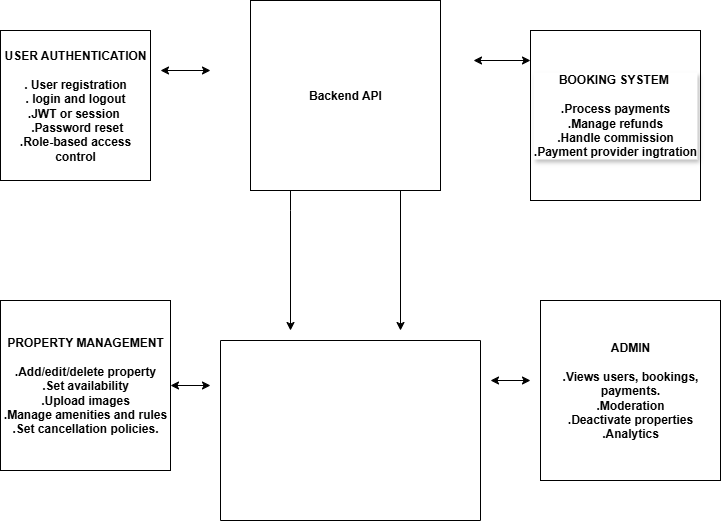 USER AUTHENTICATION
. User registration
. login and logout
.JWT or session
.Password reset
.Role-based access
control
Backend API
BOOKING SYSTEM
.Process payments
.Manage refunds
.Handle commission
.Payment provider ingtration
PROPERTY MANAGEMENT
.Add/edit/delete property
.Set availability
.Upload images
.Manage amenities and rules
.Set cancellation policies.
ADMIN
.Views users, bookings,
payments.
.Moderation
.Deactivate properties
.Analytics